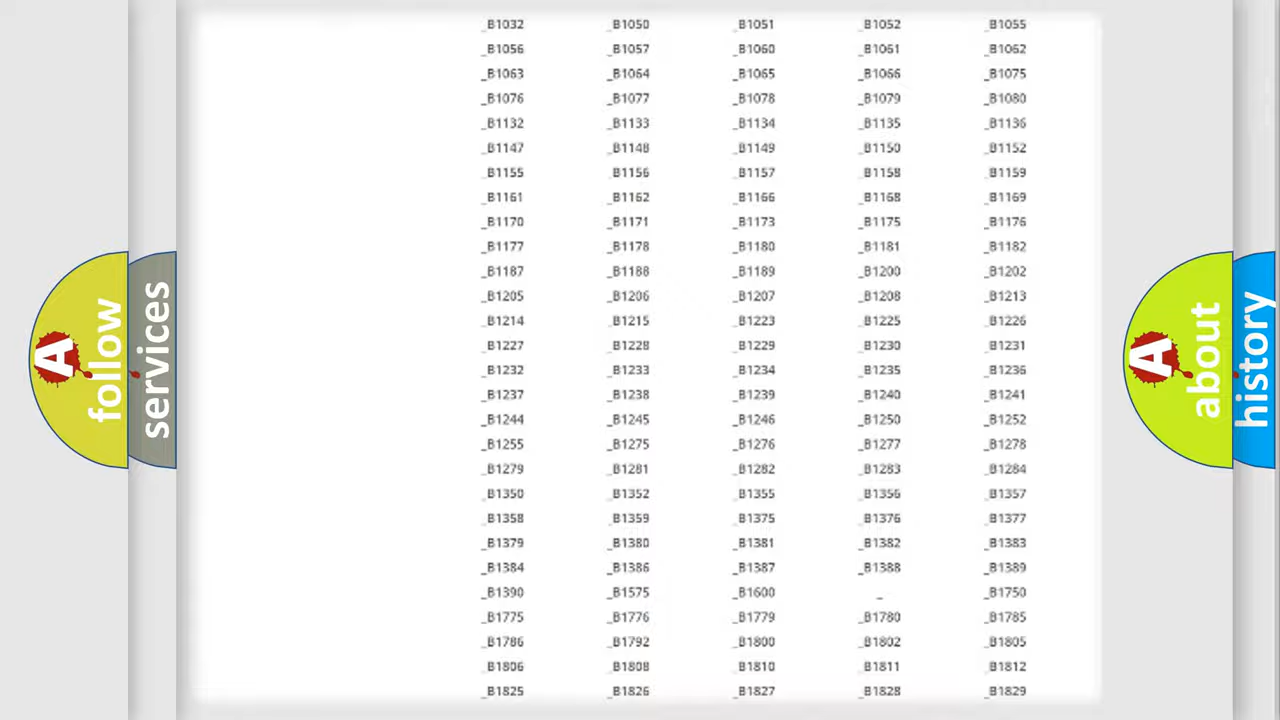 _B1032 _B1050 _B1051 _B1052 _B1055
_B1056 _B1057 _B1060 _B1061 _B1062
_B1063 _B1064 _B1065 _B1066 _B1075
_B1076 _B1077 _B1078 _B1079 _B1080
_B1132 _B1133 _B1134 _B1135 _B1136
_B1147 _B1148 _B1149 _B1150 _B1152
_B1155 _B1156 _B1157 _B1158 _B1159
_B1161 _B1162 _B1166 _B1168 _B1169
_B1170 _B1171 _B1173 _B1175 _B1176
_B1177 _B1178 _B1180 _B1181 _B1182
_B1187 _B1188 _B1189 _B1200 _B1202
_B1205 _B1206 _B1207 _B1208 _B1213
_B1214 _B1215 _B1223 _B1225 _B1226
_B1227 _B1228 _B1229 _B1230 _B1231
_B1232 _B1233 _B1234 _B1235 _B1236
_B1237 _B1238 _B1239 _B1240 _B1241
_B1244 _B1245 _B1246 _B1250 _B1252
_B1255 _B1275 _B1276 _B1277 _B1278
_B1279 _B1281 _B1282 _B1283 _B1284
_B1350 _B1352 _B1355 _B1356 _B1357
_B1358 _B1359 _B1375 _B1376 _B1377
_B1379 _B1380 _B1381 _B1382 _B1383
_B1384 _B1386 _B1387 _B1388 _B1389
_B1390 _B1575 _B1600 _ _B1750
_B1775 _B1776 _B1779 _B1780 _B1785
_B1786 _B1792 _B1800 _B1802 _B1805
_B1806 _B1808 _B1810 _B1811 _B1812
_B1825 _B1826 _B1827 _B1828 _B1829
A follow
services
A about
history